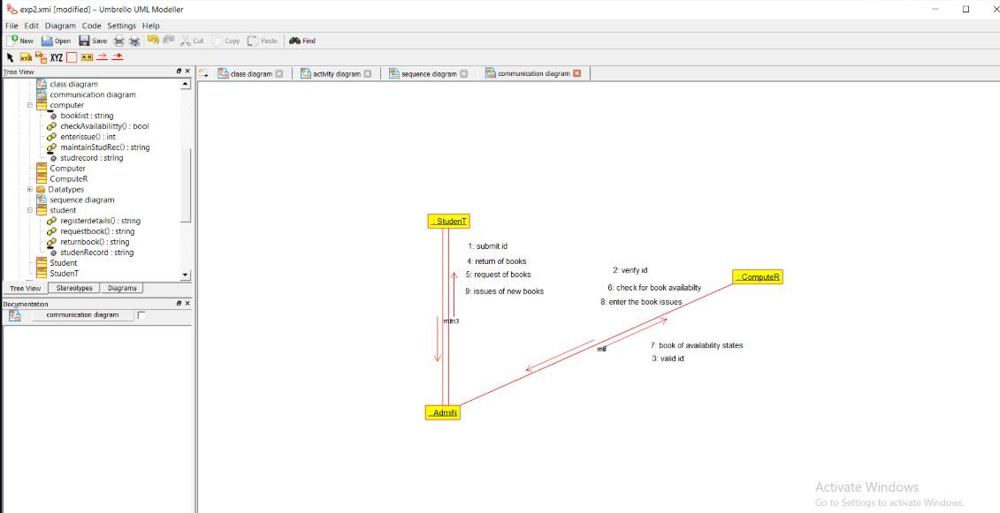 exp2.xmi [modified] – Umbrello UML Modeller
File Edit Diagram Code Settings Help
New Open Save Cut Copy Paste Find
XYZ XYZ A-B
Tree View
class diagram activity diagram sequence diagram communication diagram
class diagram
communication diagram
computer
booklist : string
checkAvailabilitty() : bool
enterissue() : int
maintainStudRec() : string
studrecord : string
Computer
ComputeR
Datatypes
sequence diagram
student
registerdetails() : string
requestbook() : string
returnbook() : string
studenRecord : string
Student
StudenT
Tree View Stereotypes Diagrams
Documentation
communication diagram
: StudenT
1: submit id
4: return of books
5: request of books
9: issues of new books
2: verify id
6: check for book availabilty
8: enter the book issues
: ComputeR
7: book of availability states
3: valid id
: AdmiN
Activate Windows
Go to Settings to activate Windows.